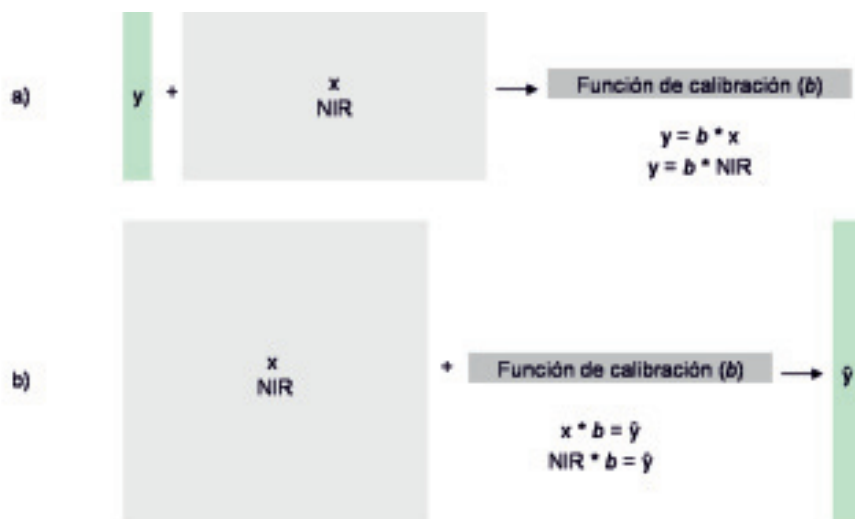 a)
y + x
NIR
Función de calibración (b)
y = b * x
y = b * NIR
b)
x
NIR
+ Función de calibración (b)
ŷ
x * b = ŷ
NIR * b = ŷ